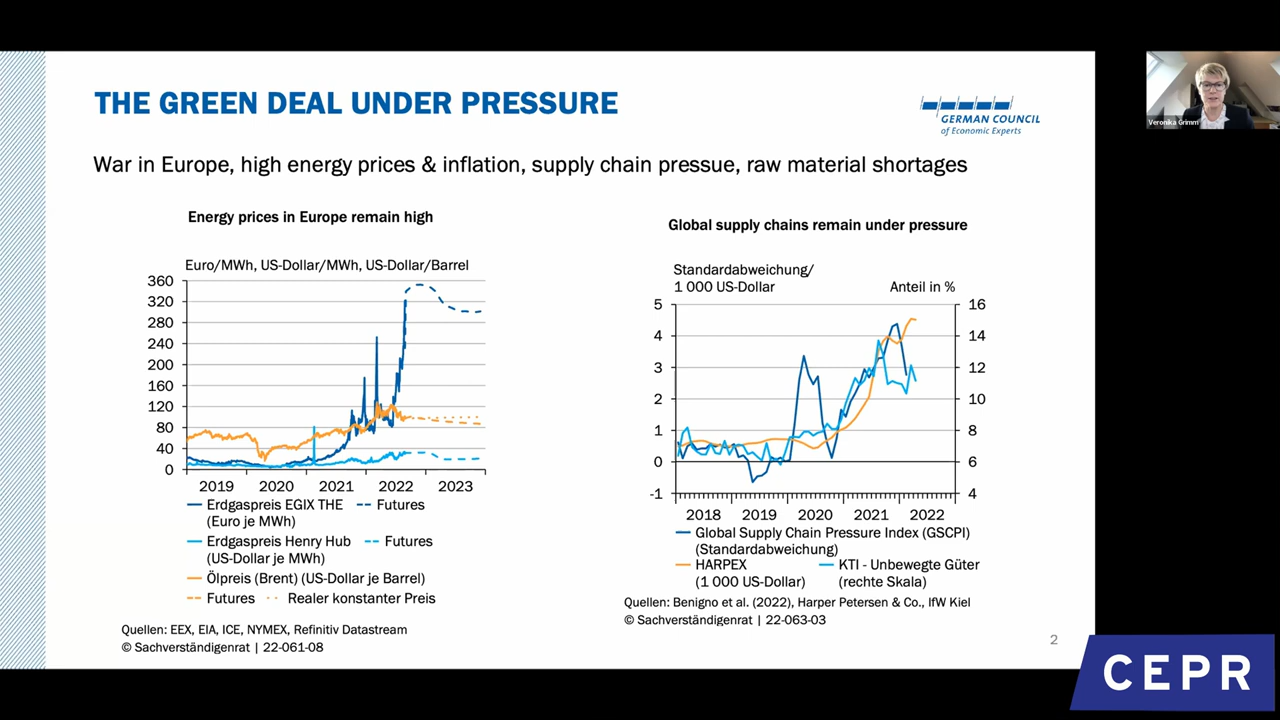 THE GREEN DEAL UNDER PRESSURE
GERMAN COUNCIL
of Economic Experts
Veronika Grimm
War in Europe, high energy prices & inflation, supply chain pressue, raw material shortages
Energy prices in Europe remain high
Euro/MWh, US-Dollar/MWh, US-Dollar/Barrel
360
320
280
240
200
160
120
80
40
0
2019 2020 2021 2022 2023
Erdgaspreis EGIX THE Futures
(Euro je MWh)
Erdgaspreis Henry Hub Futures
(US-Dollar je MWh)
Ölpreis (Brent) (US-Dollar je Barrel)
Futures Realer konstanter Preis
Quellen: EEX, EIA, ICE, NYMEX, Refinitiv Datastream
© Sachverständigenrat | 22-061-08
Global supply chains remain under pressure
Standardabweichung/
1 000 US-Dollar Anteil in %
5 16
4 14
3 12
2 10
1 8
0 6
-1 4
2018 2019 2020 2021 2022
Global Supply Chain Pressure Index (GSCPI)
(Standardabweichung)
HARPEX KTI - Unbewegte Güter
(1 000 US-Dollar) (rechte Skala)
Quellen: Benigno et al. (2022), Harper Petersen & Co., IfW Kiel
© Sachverständigenrat | 22-063-03
2
CEPR